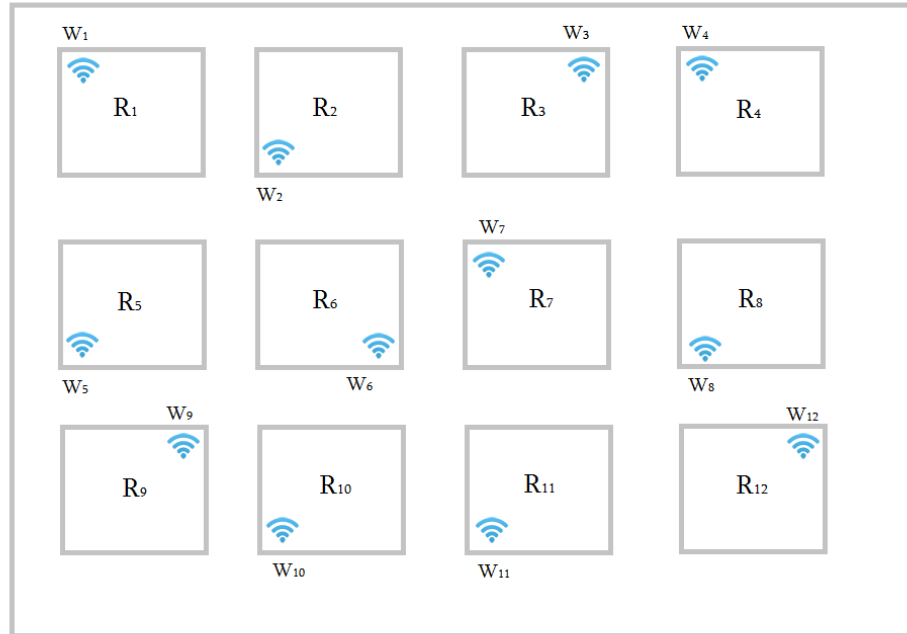 W₁ W₃ W₄
R₁ R₂ R₃ R₄
W₂
W₇
R₅ R₆ R₇ R₈
W₅ W₆ W₈
W₉ W₁₂
R₉ R₁₀ R₁₁ R₁₂
W₁₀ W₁₁